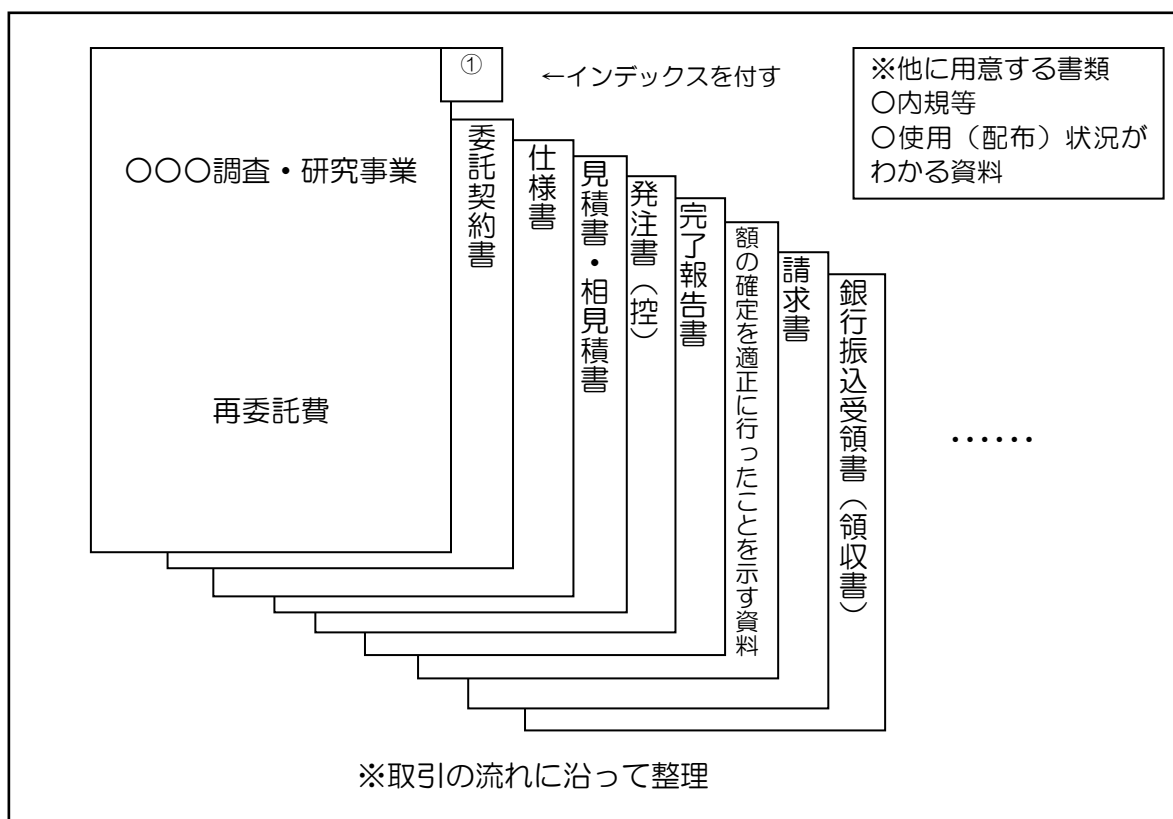 ①
←インデックスを付す
※他に用意する書類
○内規等
○使用（配布）状況が
わかる資料
○○○調査・研究事業
再委託費
委託契約書
仕様書
見積書・相見積書
発注書（控）
完了報告書
額の確定を適正に行ったことを示す資料
請求書
銀行振込受領書（領収書）
……
※取引の流れに沿って整理